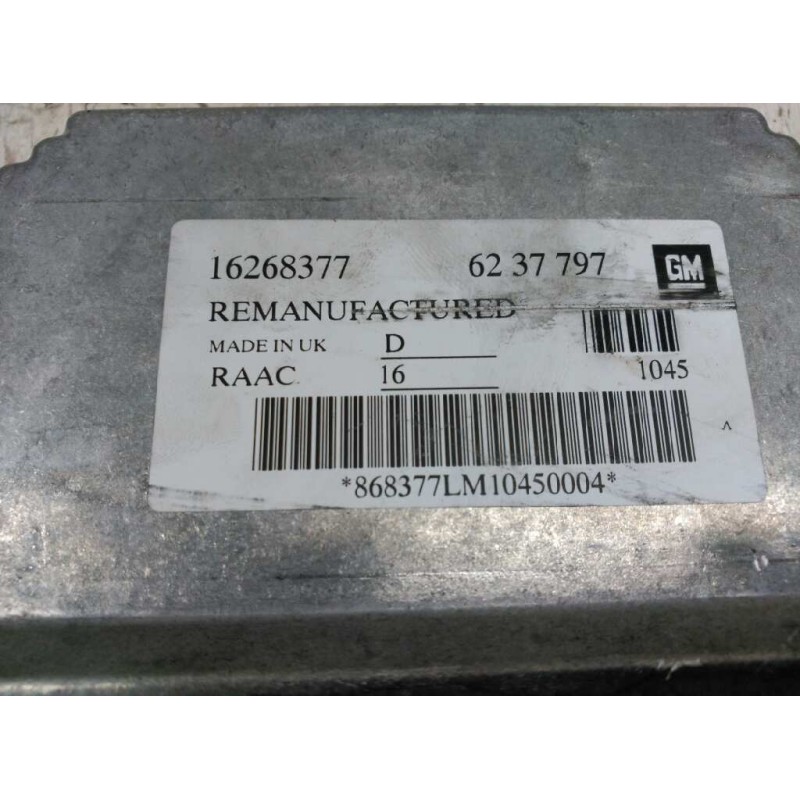 16268377 62 37 797 GM
REMANUFACTURED
MADE IN UK D
RAAC 16 1045
*868377LM10450004*
A